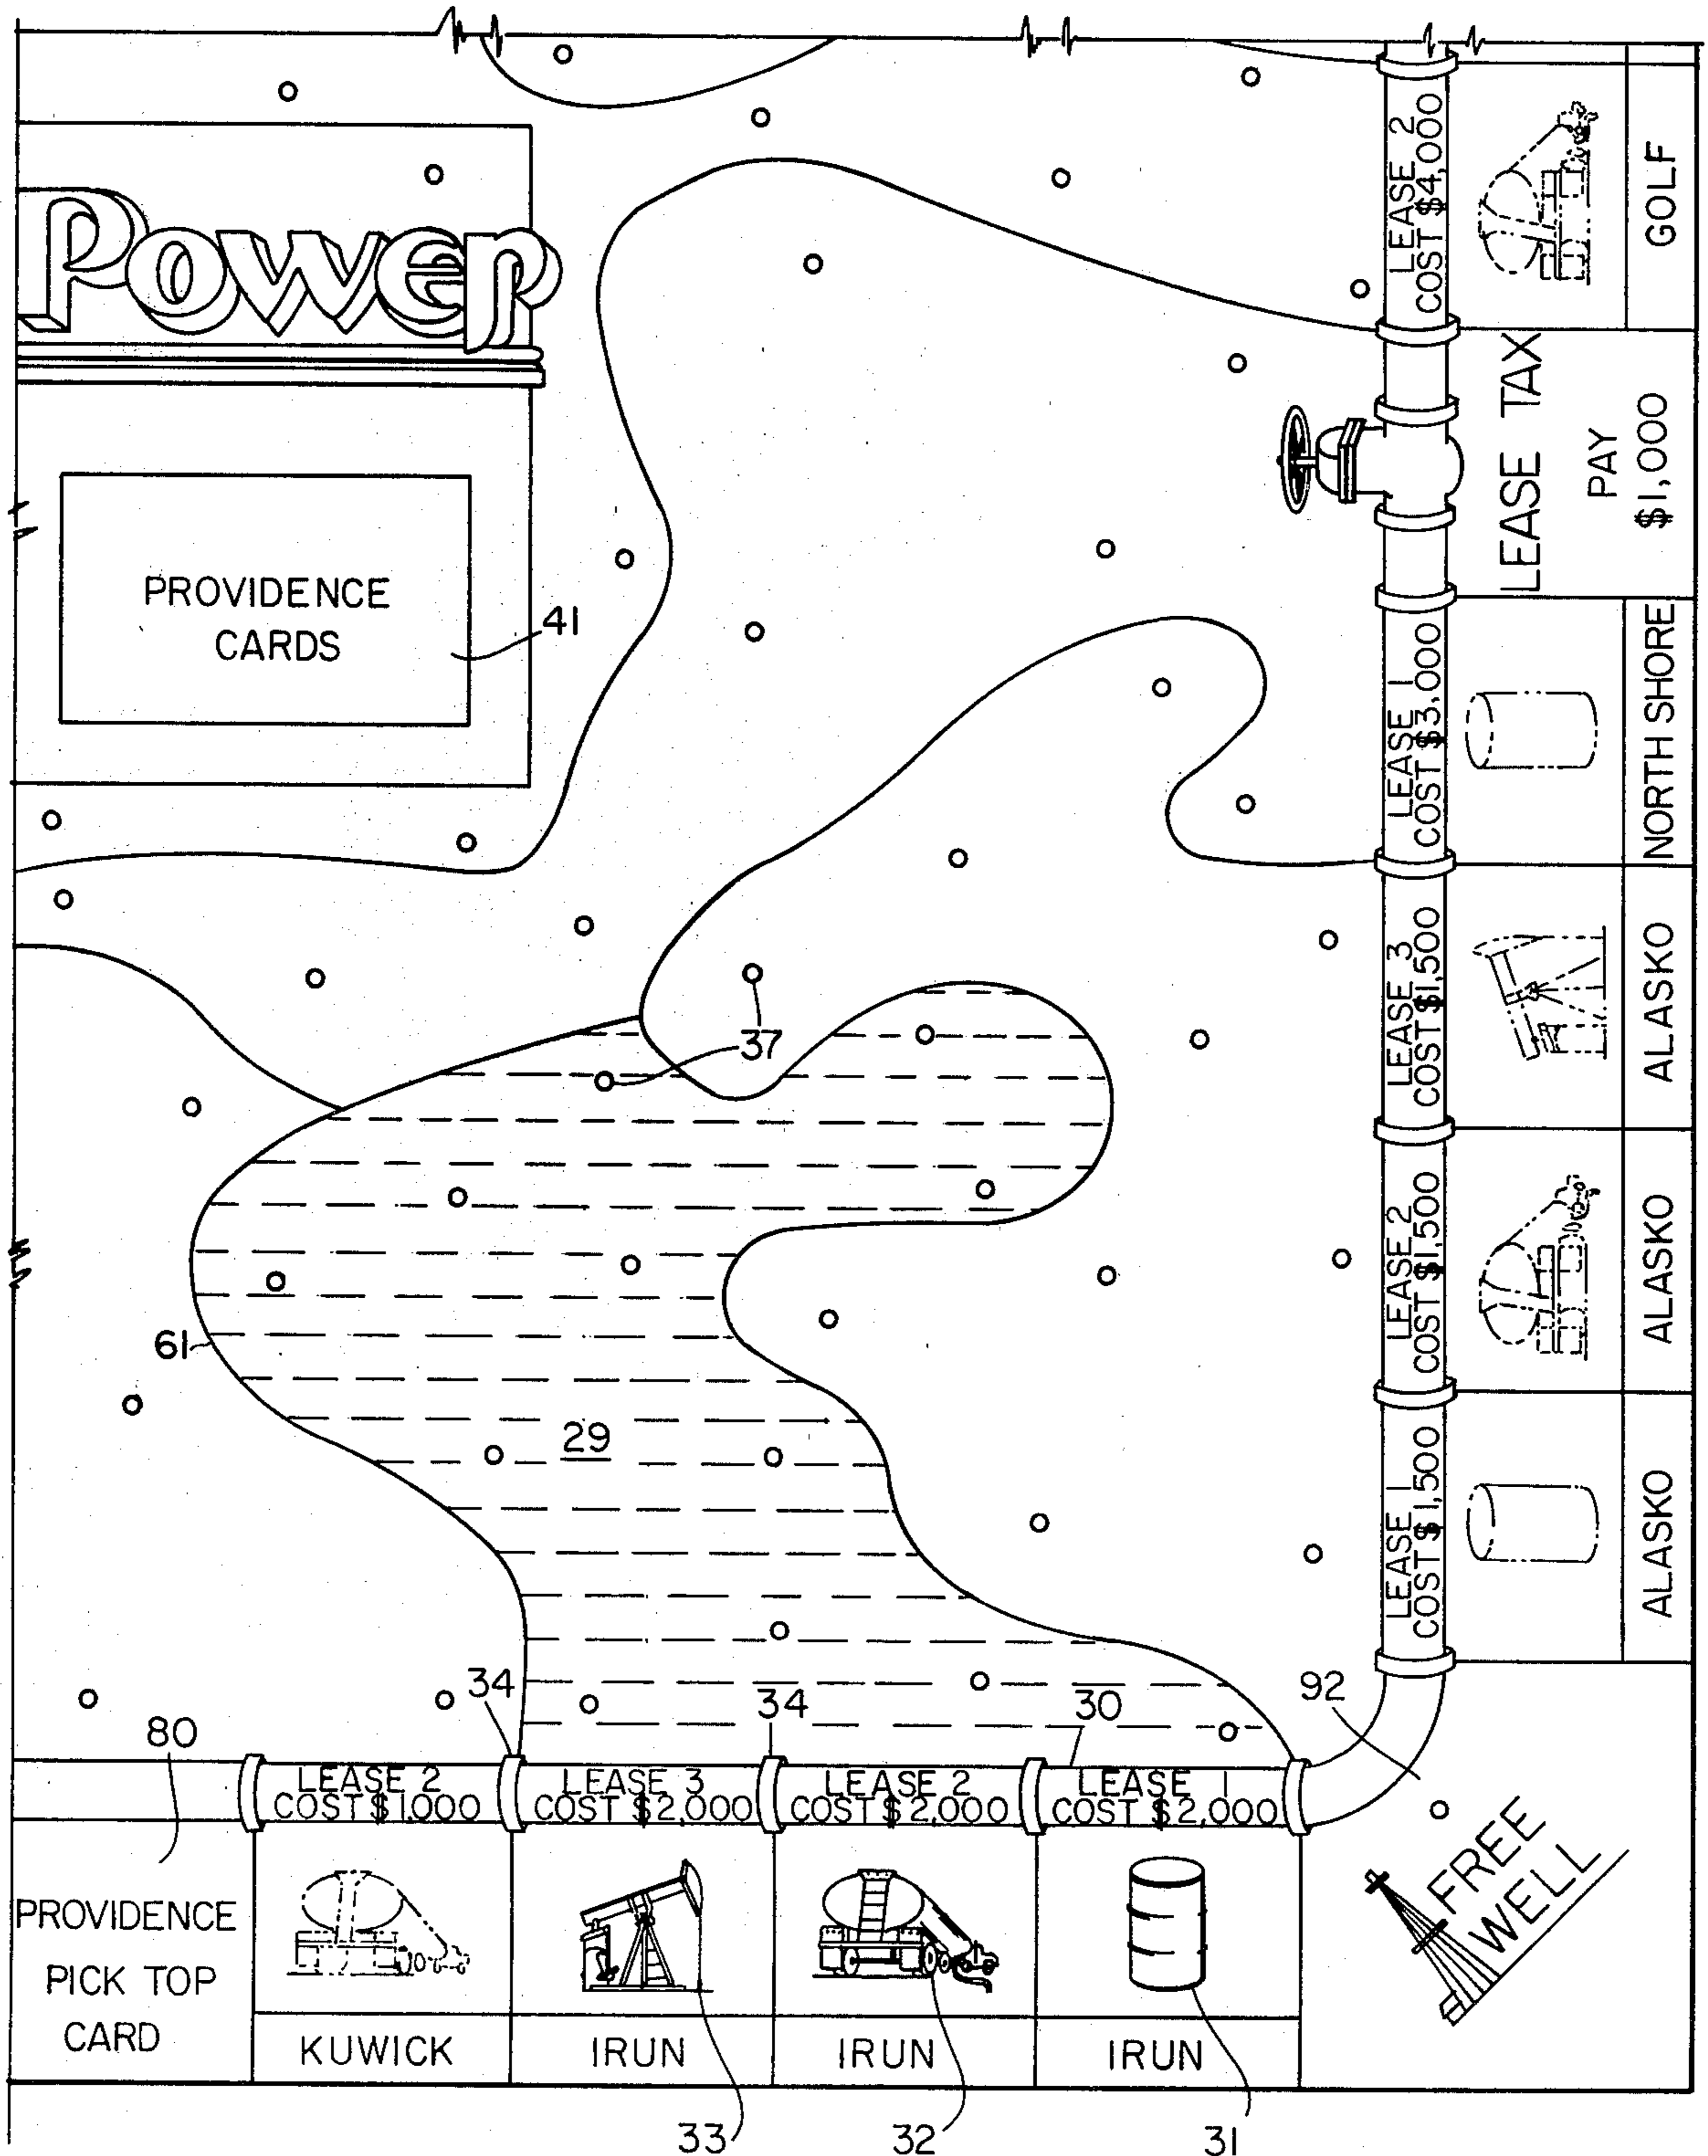 Power
PROVIDENCE
CARDS
41
37
61
29
34
34
30
92
80
LEASE 2
COST $4,000
GOLF
LEASE TAX
PAY
$1,000
LEASE 1
COST $3,000
NORTH SHORE
LEASE 3
COST $1,500
ALASKO
LEASE 2
COST $1,500
ALASKO
LEASE 1
COST $1,500
ALASKO
FREE
WELL
LEASE 2
COST $1,000
LEASE 3
COST $2,000
LEASE 2
COST $2,000
LEASE 1
COST $2,000
PROVIDENCE
PICK TOP
CARD
KUWICK
IRUN
IRUN
IRUN
33
32
31